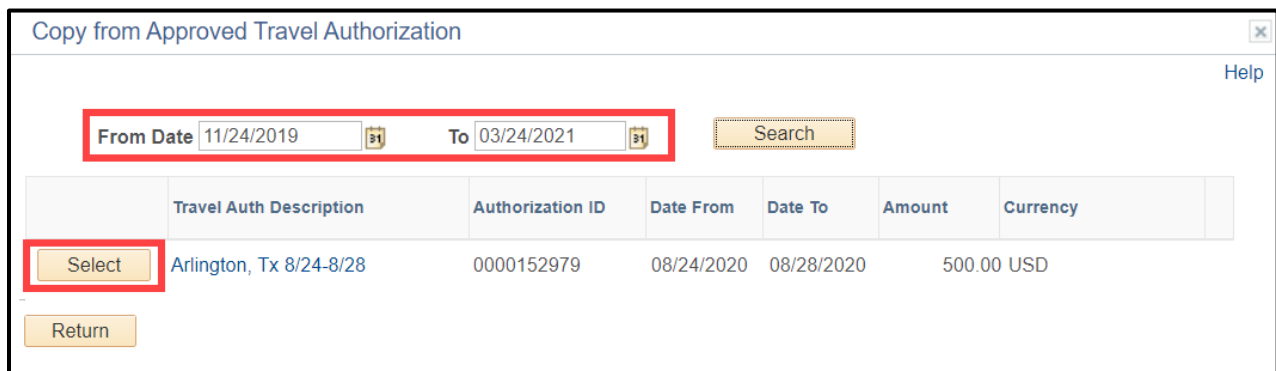 Copy from Approved Travel Authorization
Help
From Date 11/24/2019 31 To 03/24/2021 31 Search
Travel Auth Description Authorization ID Date From Date To Amount Currency
Select Arlington, Tx 8/24-8/28 0000152979 08/24/2020 08/28/2020 500.00 USD
Return